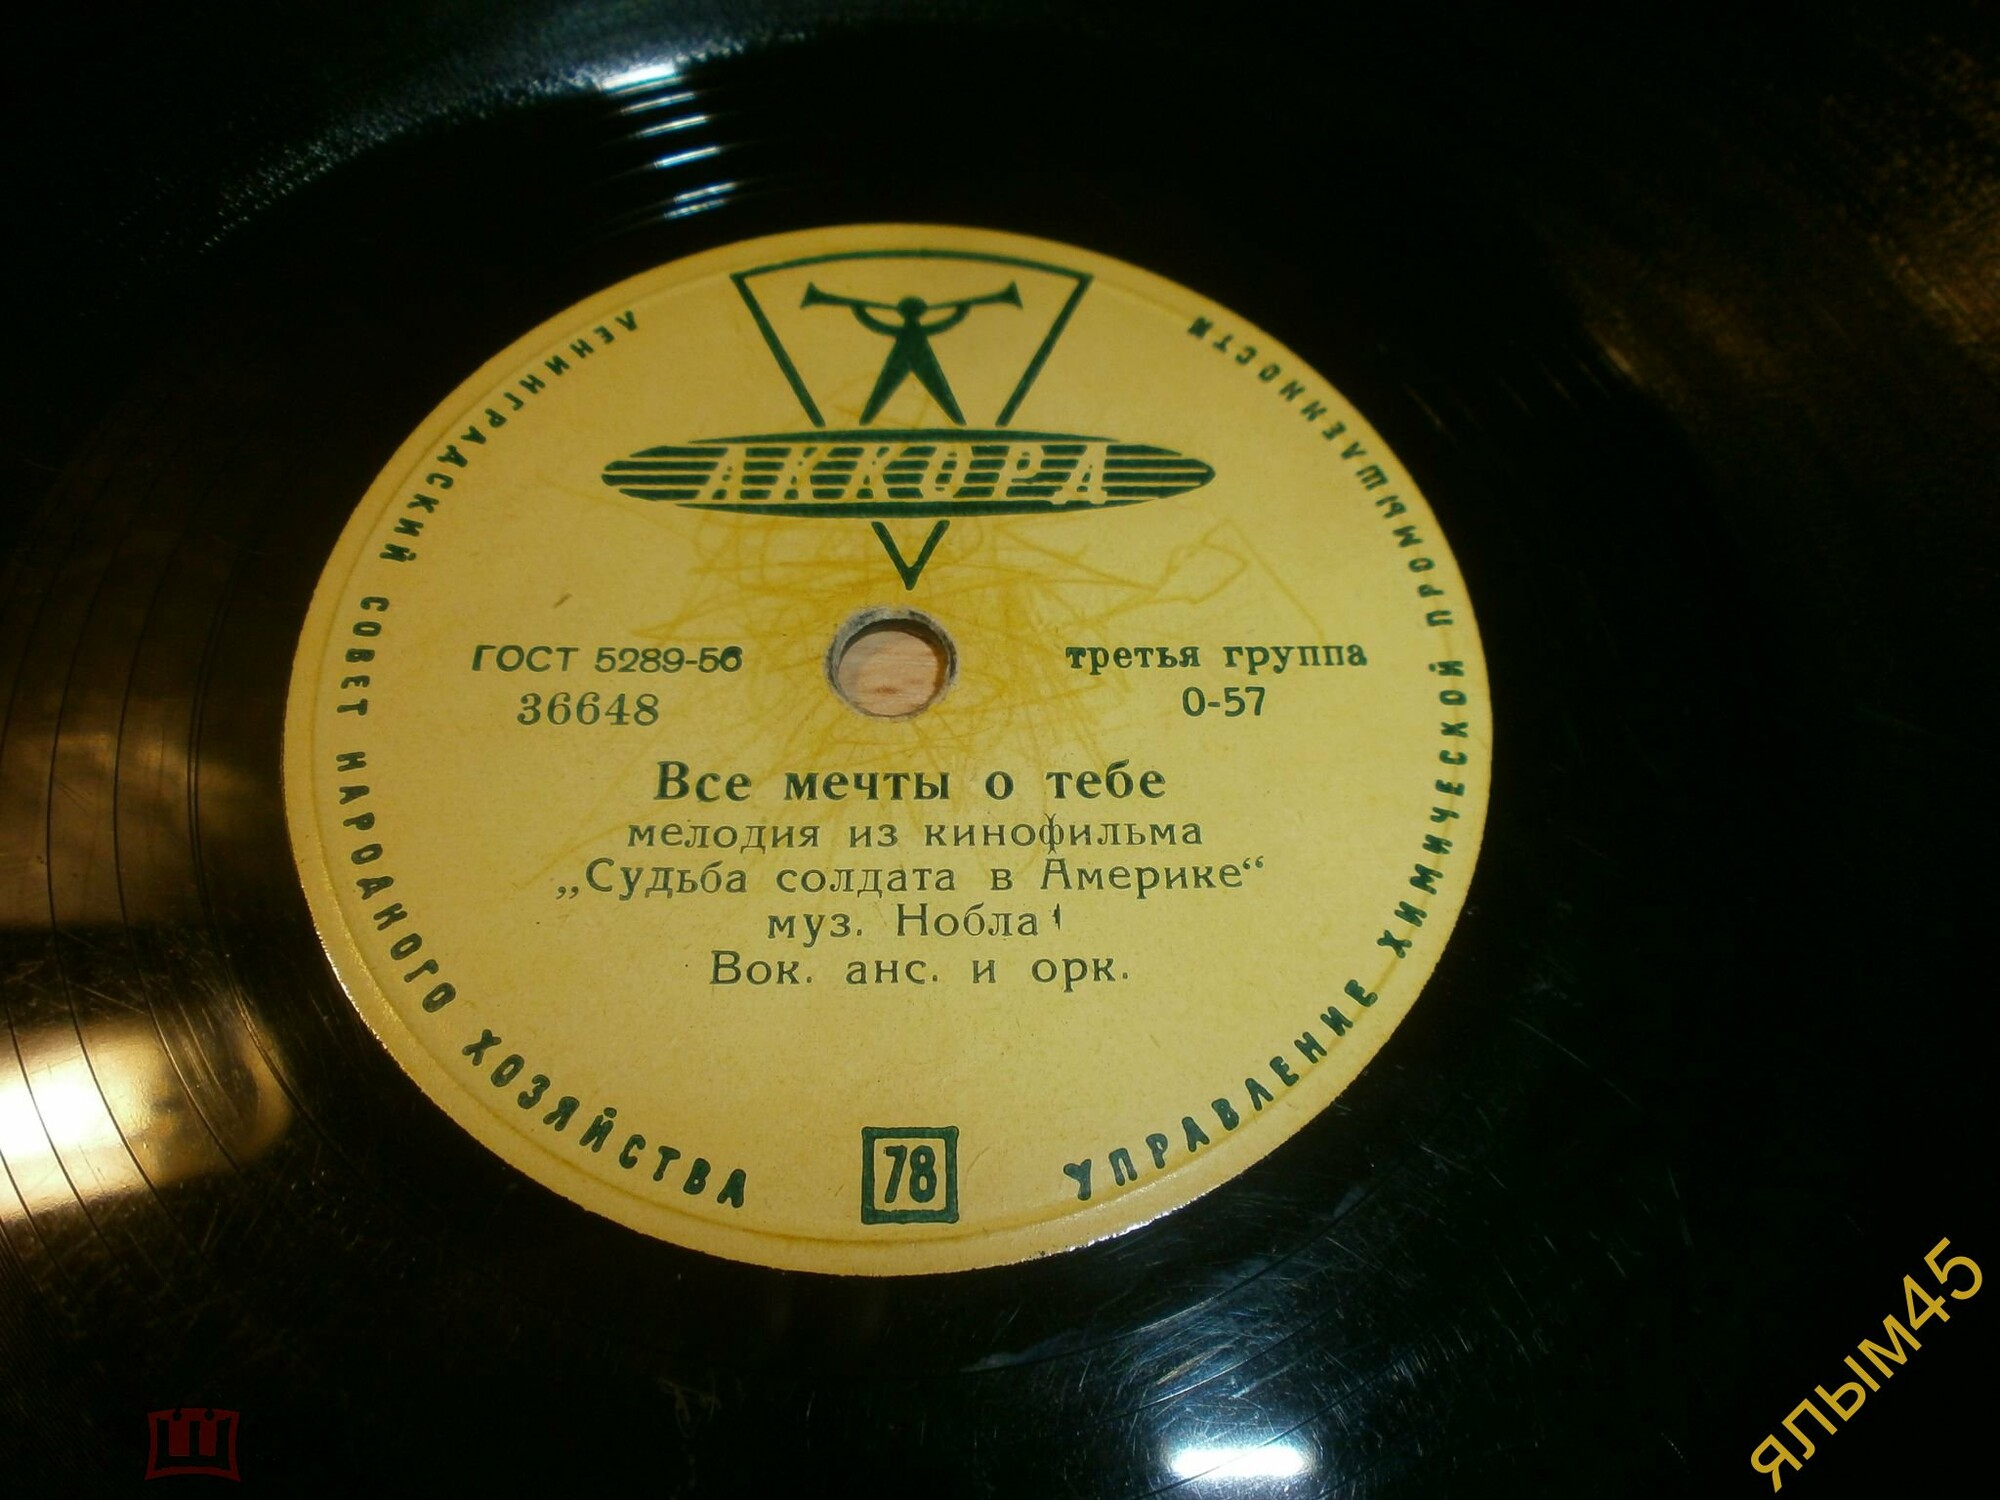 АККОРД
ЛЕНИНГРАДСКИЙ СОВЕТ НАРОДНОГО ХОЗЯЙСТВА
УПРАВЛЕНИЕ ХИМИЧЕСКОЙ ПРОМЫШЛЕННОСТИ
ГОСТ 5289-56
36648
третья группа
0-57
Все мечты о тебе
мелодия из кинофильма
„Судьба солдата в Америке“
муз. Нобла
Вок. анс. и орк.
78
ялым45